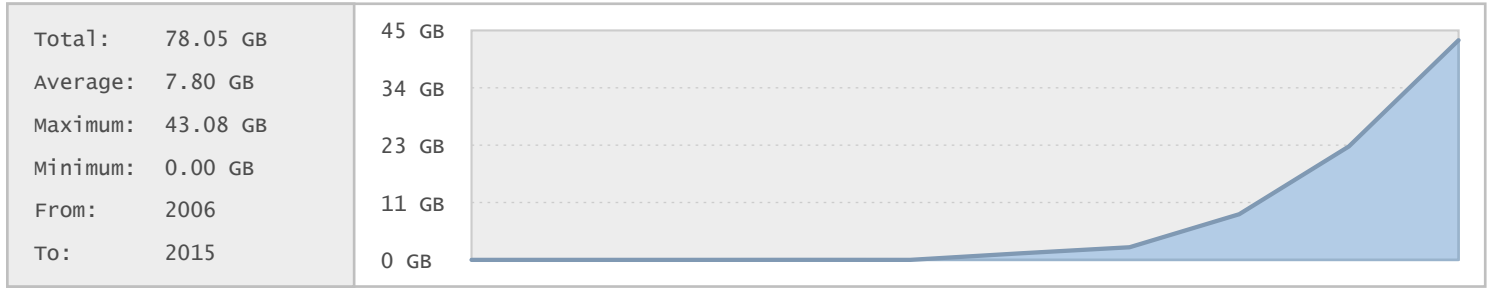 Total: 78.05 GB
Average: 7.80 GB
Maximum: 43.08 GB
Minimum: 0.00 GB
From: 2006
To: 2015
45 GB
34 GB
23 GB
11 GB
0 GB